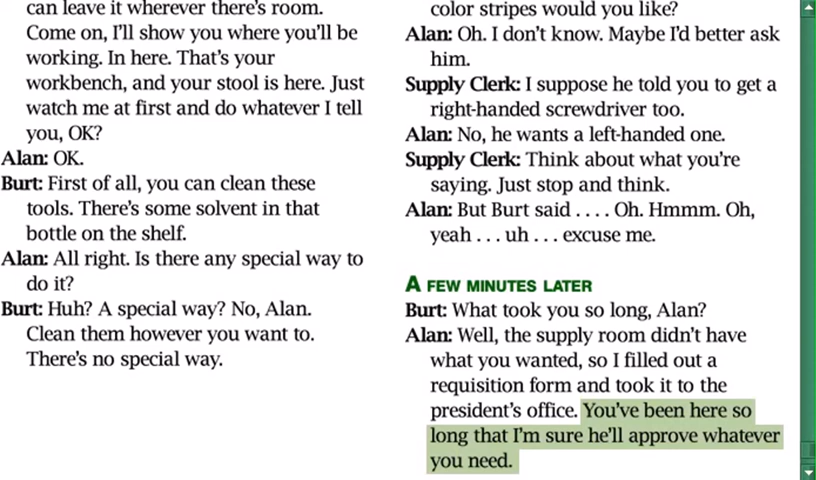 can leave it wherever there's room.
Come on, I'll show you where you'll be
working. In here. That's your
workbench, and your stool is here. Just
watch me at first and do whatever I tell
you, OK?
Alan: OK.
Burt: First of all, you can clean these
tools. There's some solvent in that
bottle on the shelf.
Alan: All right. Is there any special way to
do it?
Burt: Huh? A special way? No, Alan.
Clean them however you want to.
There's no special way.
color stripes would you like?
Alan: Oh. I don't know. Maybe I'd better ask
him.
Supply Clerk: I suppose he told you to get a
right-handed screwdriver too.
Alan: No, he wants a left-handed one.
Supply Clerk: Think about what you're
saying. Just stop and think.
Alan: But Burt said . . . . Oh. Hmmm. Oh,
yeah . . . uh . . . excuse me.
A FEW MINUTES LATER
Burt: What took you so long, Alan?
Alan: Well, the supply room didn't have
what you wanted, so I filled out a
requisition form and took it to the
president's office. You've been here so
long that I'm sure he'll approve whatever
you need.